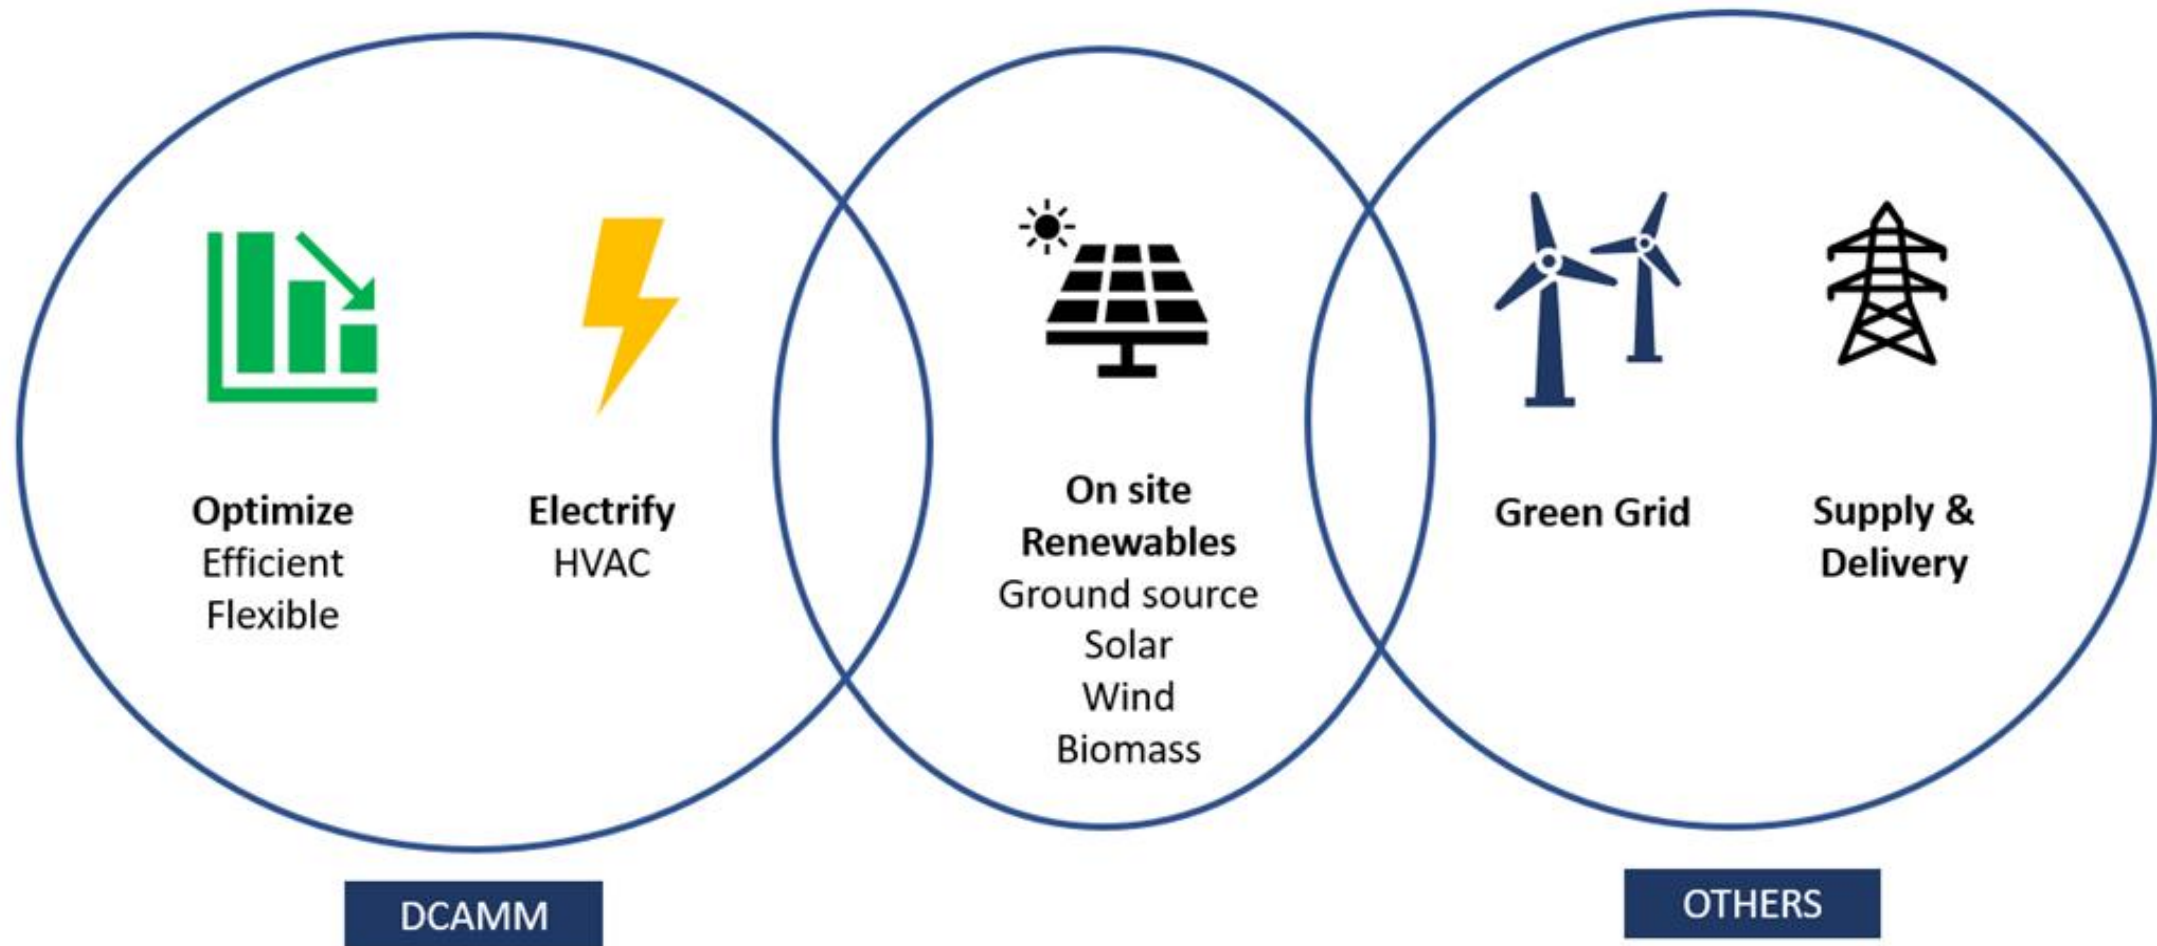 Optimize
Efficient
Flexible
Electrify
HVAC
On site
Renewables
Ground source
Solar
Wind
Biomass
Green Grid
Supply &
Delivery
DCAMM
OTHERS